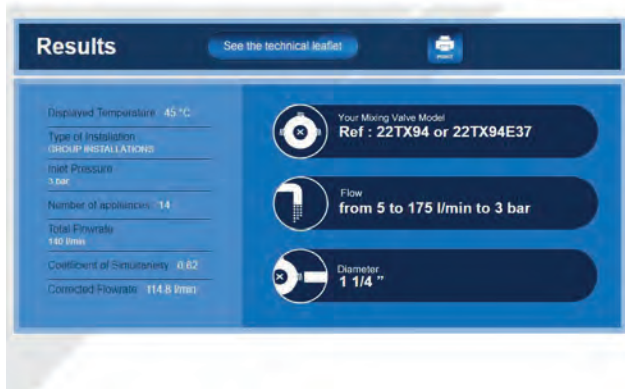 Results
See the technical leaflet
PRINT
Displayed Temperature 45 °C
Type of Installation
GROUP INSTALLATIONS
Inlet Pressure
3 bar
Number of appliances 14
Total Flowrate
140 l/min
Coefficient of Simultaneity 0.82
Corrected Flowrate 114.8 l/min
Your Mixing Valve Model
Ref : 22TX94 or 22TX94E37
Flow
from 5 to 175 l/min to 3 bar
Diameter
1 1/4 "